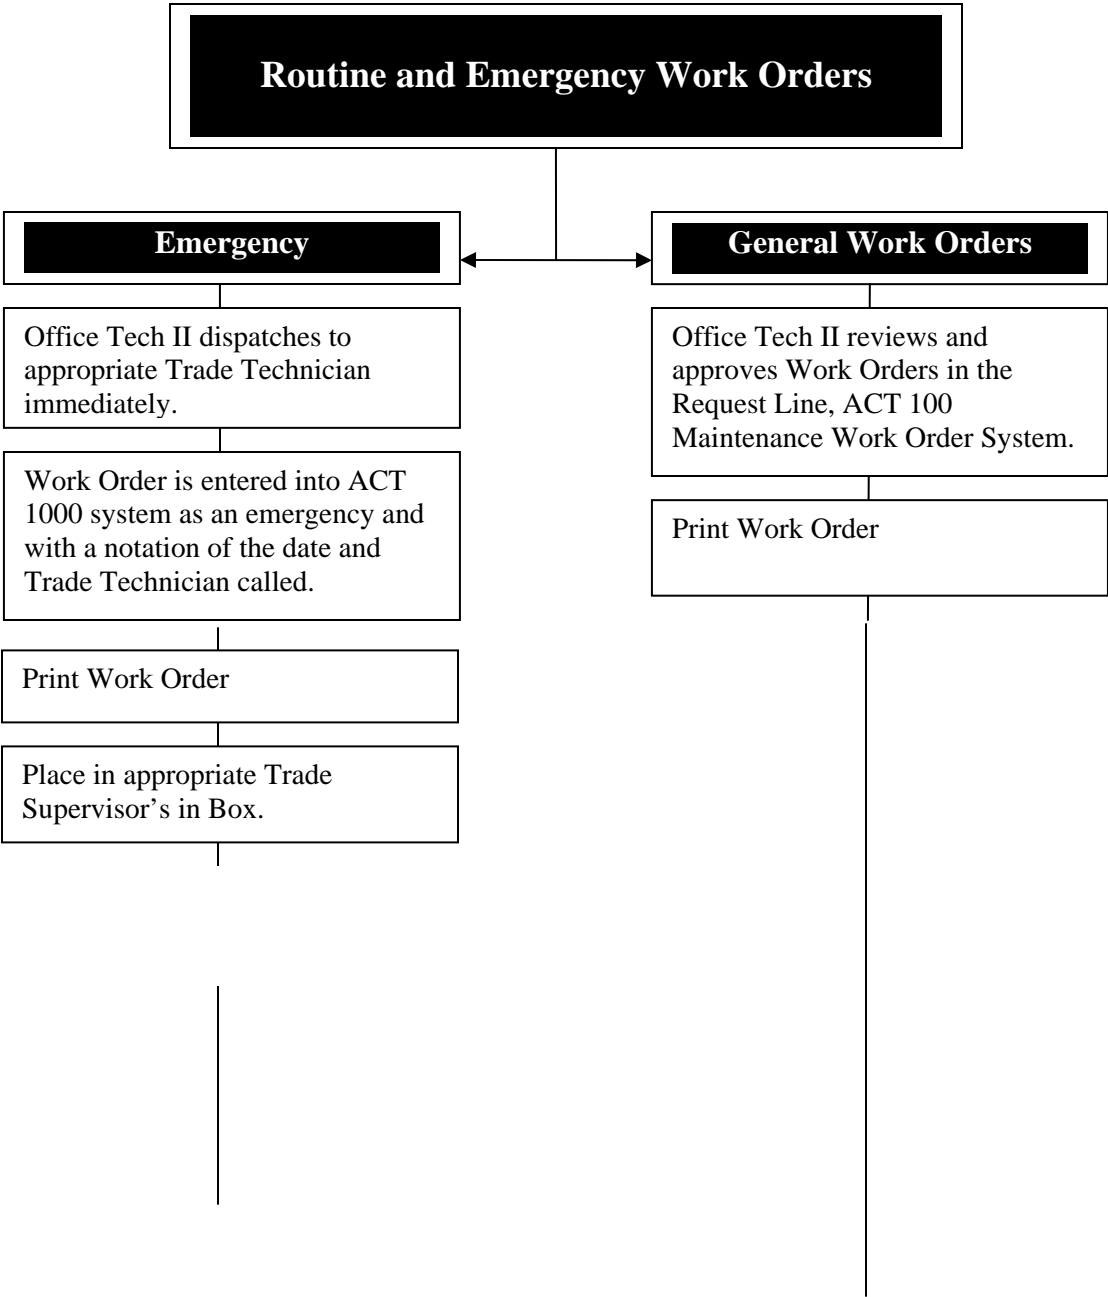 Routine and Emergency Work Orders
Emergency
Office Tech II dispatches to
appropriate Trade Technician
immediately.
Work Order is entered into ACT
1000 system as an emergency and
with a notation of the date and
Trade Technician called.
Print Work Order
Place in appropriate Trade
Supervisor’s in Box.
General Work Orders
Office Tech II reviews and
approves Work Orders in the
Request Line, ACT 100
Maintenance Work Order System.
Print Work Order